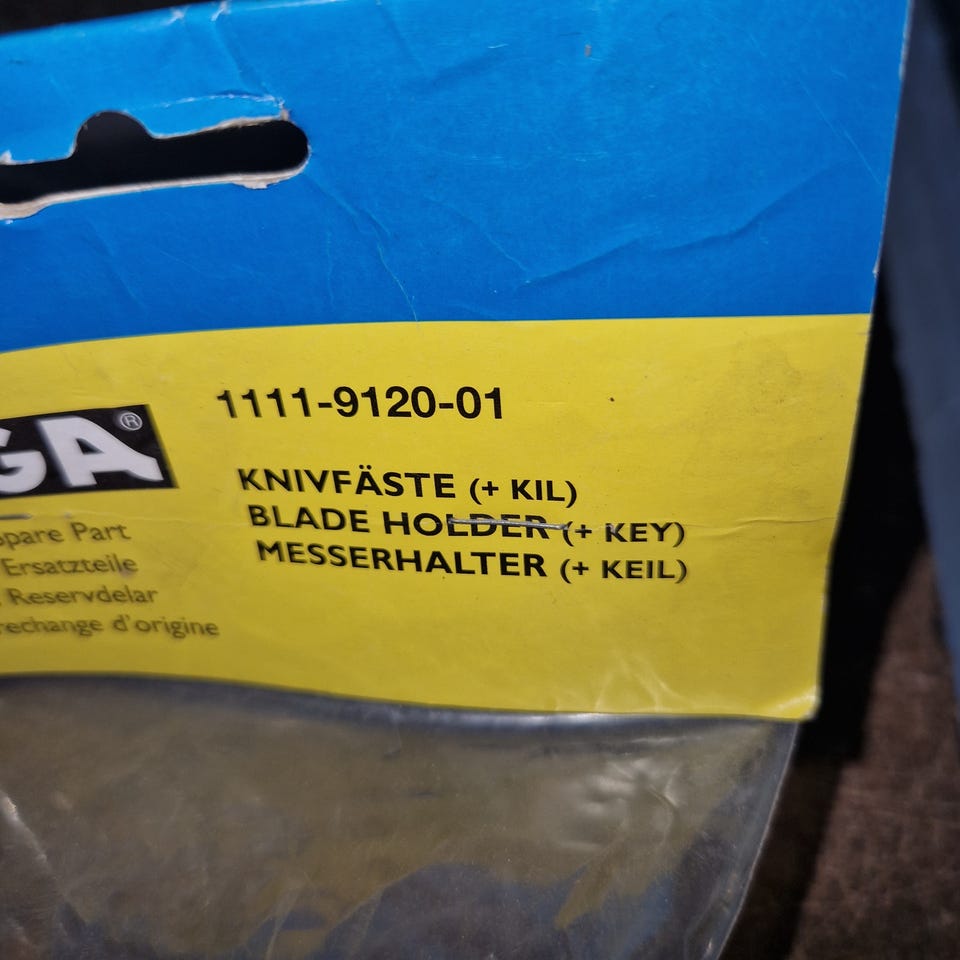 1111-9120-01
GA®
KNIVFÄSTE (+ KIL)
BLADE HOLDER (+ KEY)
MESSERHALTER (+ KEIL)
Spare Part
Ersatzteile
Reservdelar
rechange d'origine